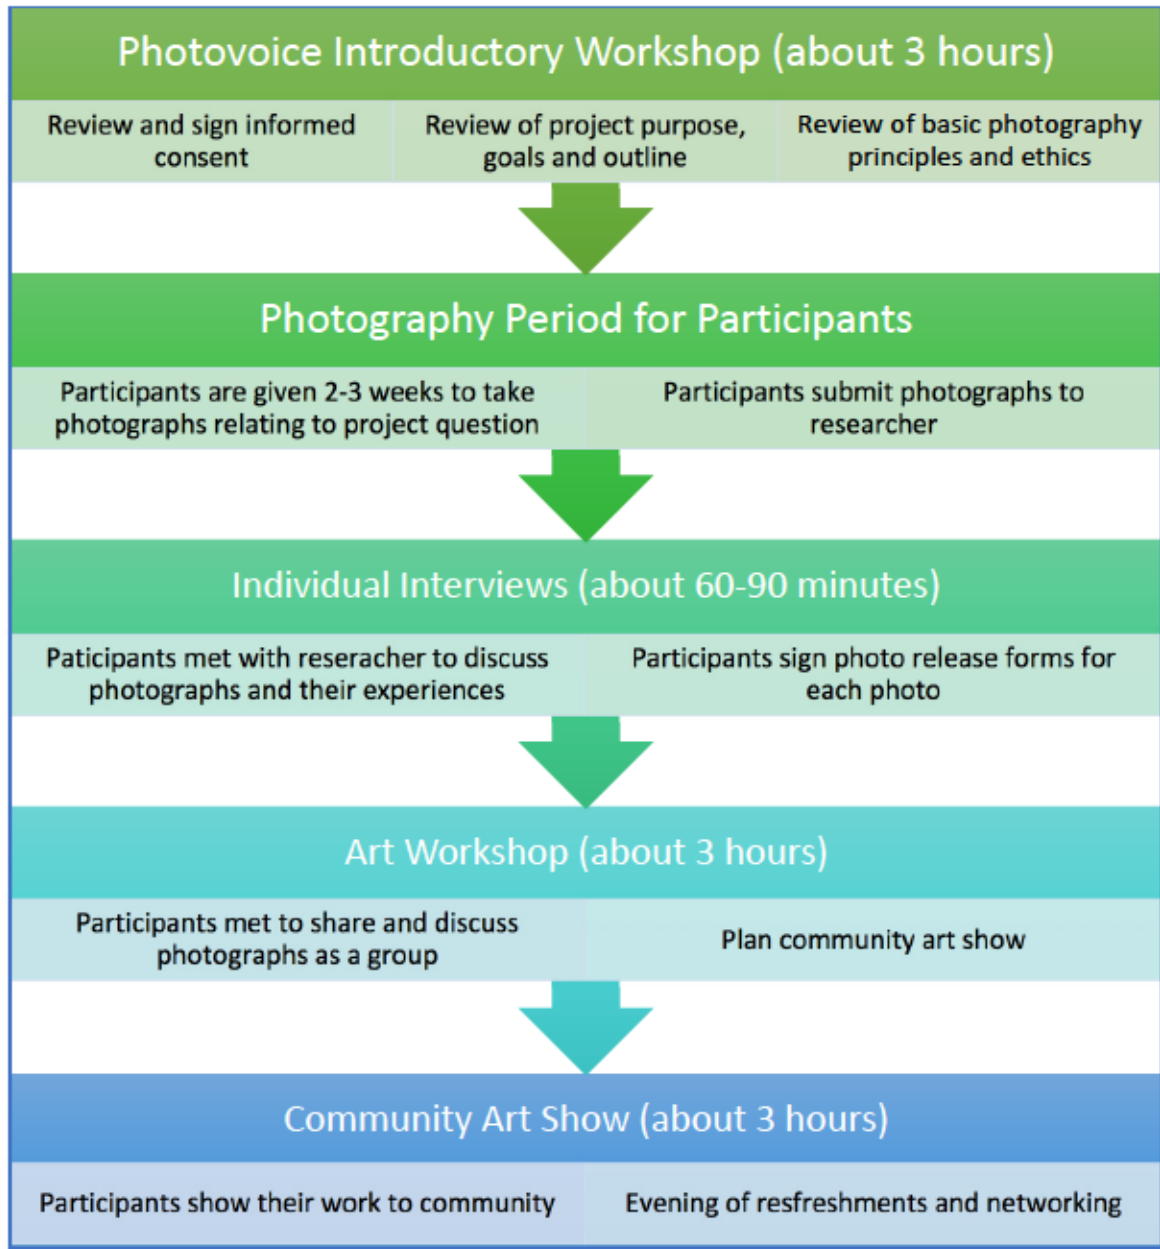 Photovoice Introductory Workshop (about 3 hours)
Review and sign informed
consent
Review of project purpose,
goals and outline
Review of basic photography
principles and ethics
Photography Period for Participants
Participants are given 2-3 weeks to take
photographs relating to project question
Participants submit photographs to
researcher
Individual Interviews (about 60-90 minutes)
Paticipants met with reseracher to discuss
photographs and their experiences
Participants sign photo release forms for
each photo
Art Workshop (about 3 hours)
Participants met to share and discuss
photographs as a group
Plan community art show
Community Art Show (about 3 hours)
Participants show their work to community
Evening of resfreshments and networking